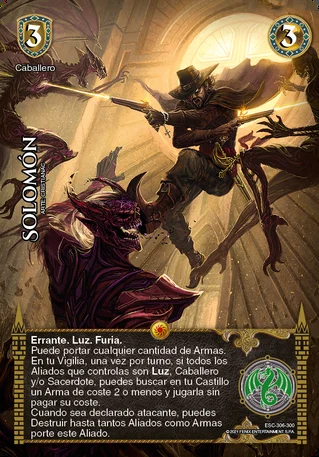 3
3
Caballero
SOLOMÓN
Errante. Luz. Furia.
Puede portar cualquier cantidad de Armas.
En tu Vigilia, una vez por turno, si todos los
Aliados que controlas son Luz, Caballero
y/o Sacerdote, puedes buscar en tu Castillo
un Arma de coste 2 o menos y jugarla sin
pagar su coste.
Cuando sea declarado atacante, puedes
Destruir hasta tantos Aliados como Armas
porte este Aliado.
ESC-306-300
©2021 FENIX ENTERTAINMENT S.P.A.